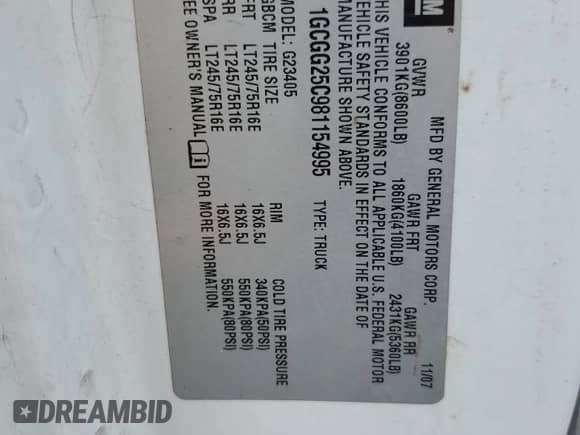 GM ®
MFD BY GENERAL MOTORS CORP. 11/07
GVWR GAWR FRT GAWR RR
3901KG(8600LB) 1860KG(4100LB) 2431KG(5360LB)
THIS VEHICLE CONFORMS TO ALL APPLICABLE U.S. FEDERAL MOTOR
VEHICLE SAFETY STANDARDS IN EFFECT ON THE DATE OF
MANUFACTURE SHOWN ABOVE.
1GCGG25C981154995 TYPE: TRUCK
MODEL: G23405
GBCM TIRE SIZE RIM COLD TIRE PRESSURE
FRT LT245/75R16E 16X6.5J 340KPA(50PSI)
RR LT245/75R16E 16X6.5J 550KPA(80PSI)
SPA LT245/75R16E 16X6.5J 550KPA(80PSI)
SEE OWNER'S MANUAL FOR MORE INFORMATION.
DREAMBID